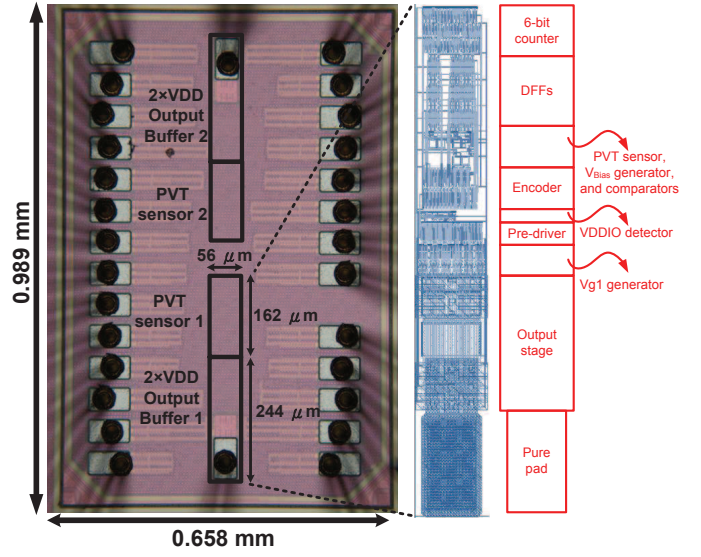 2×VDD
Output
Buffer 2
PVT
sensor 2
56 μm
PVT
sensor 1
162 μm
2×VDD
Output
Buffer 1
244 μm
0.989 mm
0.658 mm
6-bit
counter
DFFs
PVT sensor,
VBias generator,
and comparators
Encoder
VDDIO detector
Pre-driver
Vg1 generator
Output
stage
Pure
pad